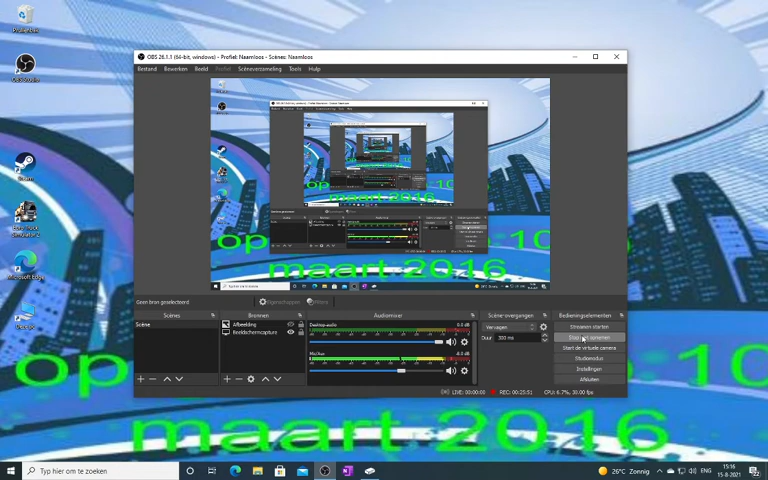 Prullenbak
OBS Studio
Steam
Euro Truck
Simulator 2
Microsoft Edge
OBS 26.1.1 (64-bit, windows) - Profiel: Naamloos - Scènes: Naamloos
Bestand Bewerken Beeld Profiel Scèneverzameling Tools Hulp
maart 2016
Geen bron geselecteerd
Eigenschappen Filters
Scènes
Bronnen
Audiomixer
Scèneovergangen
Bedieningselementen
Scène
Afbeelding
Beeldschermcapture
Desktop-audio 0.0 dB
Mic/Aux
Vervagen
Duur 300 ms
Streamen starten
Stop met opnemen
Start de virtuele camera
Studiomodus
Instellingen
Afsluiten
LIVE: 00:00:00 REC: 00:25:51 CPU: 6.7%, 30.00 fps
op 10
maart 2016
Typ hier om te zoeken
26°C Zonnig
ENG
15:16
15-8-2021